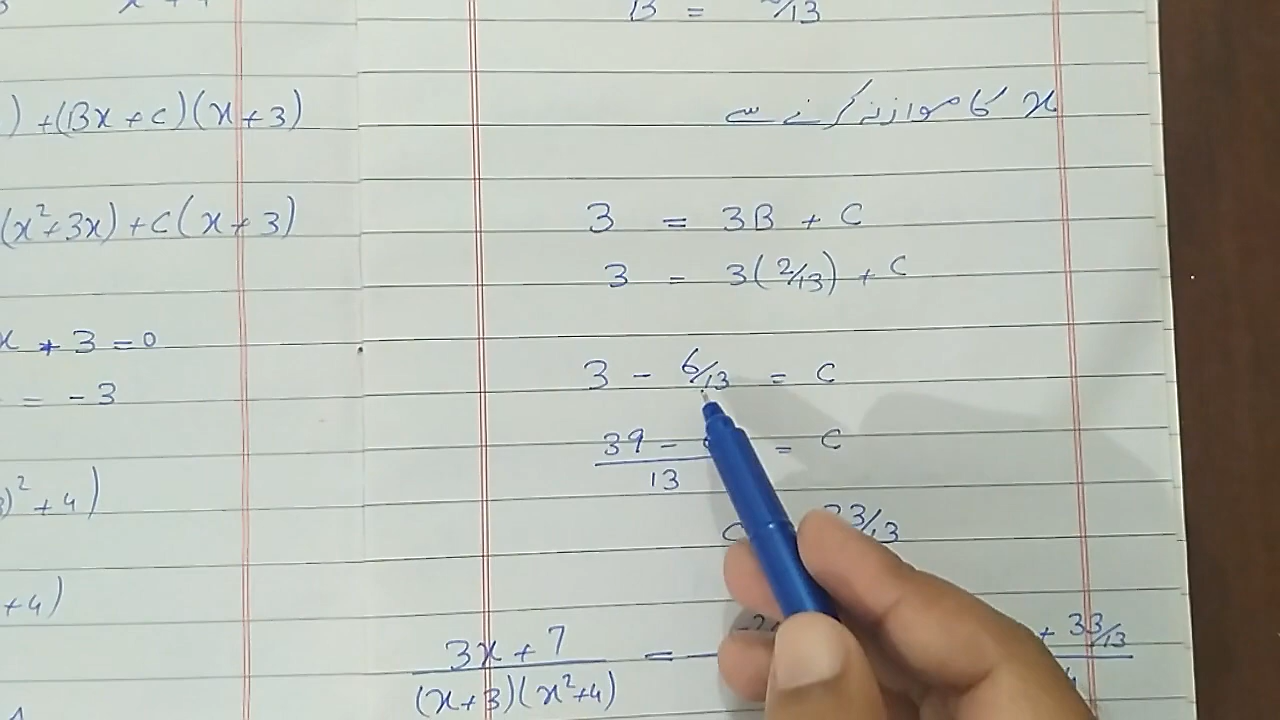 ) + (Bx + C)(x + 3)
(x² + 3x) + C(x + 3)
x + 3 = 0
= -3
)² + 4)
+ 4)
B = 2/13
x کا موازنہ کرنے سے
3 = 3B + C
3 = 3(2/13) + C
3 - 6/13 = C
39 - = C
13
C 33/13
3x + 7 = -2 + 33/13
(x + 3)(x² + 4)